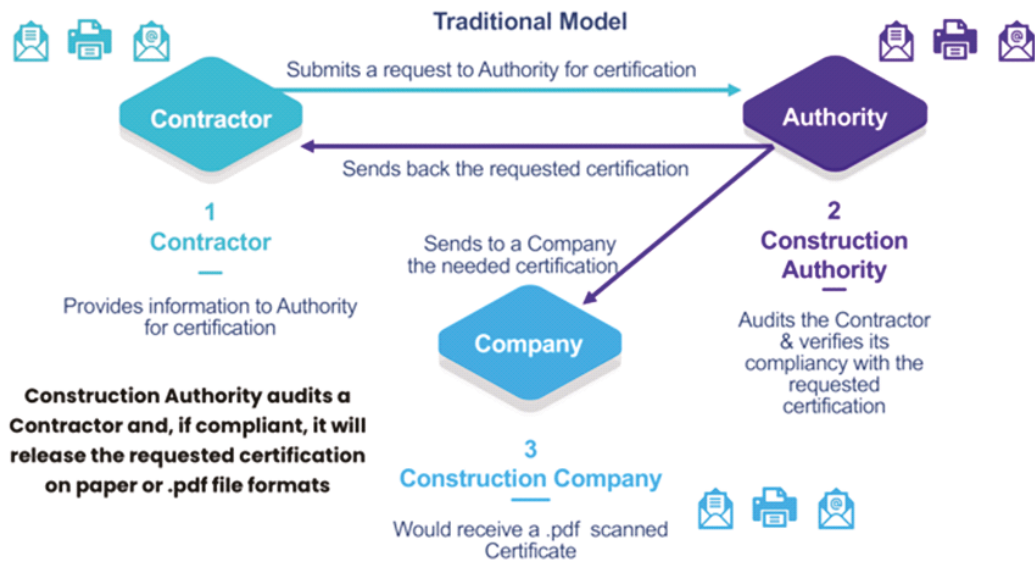 Traditional Model
Submits a request to Authority for certification
Contractor
Authority
Sends back the requested certification
1
Contractor
Provides information to Authority
for certification
Sends to a Company
the needed certification
2
Construction
Authority
Audits the Contractor
& verifies its
compliancy with the
requested
certification
Company
Construction Authority audits a
Contractor and, if compliant, it will
release the requested certification
on paper or .pdf file formats
3
Construction Company
Would receive a .pdf scanned
Certificate